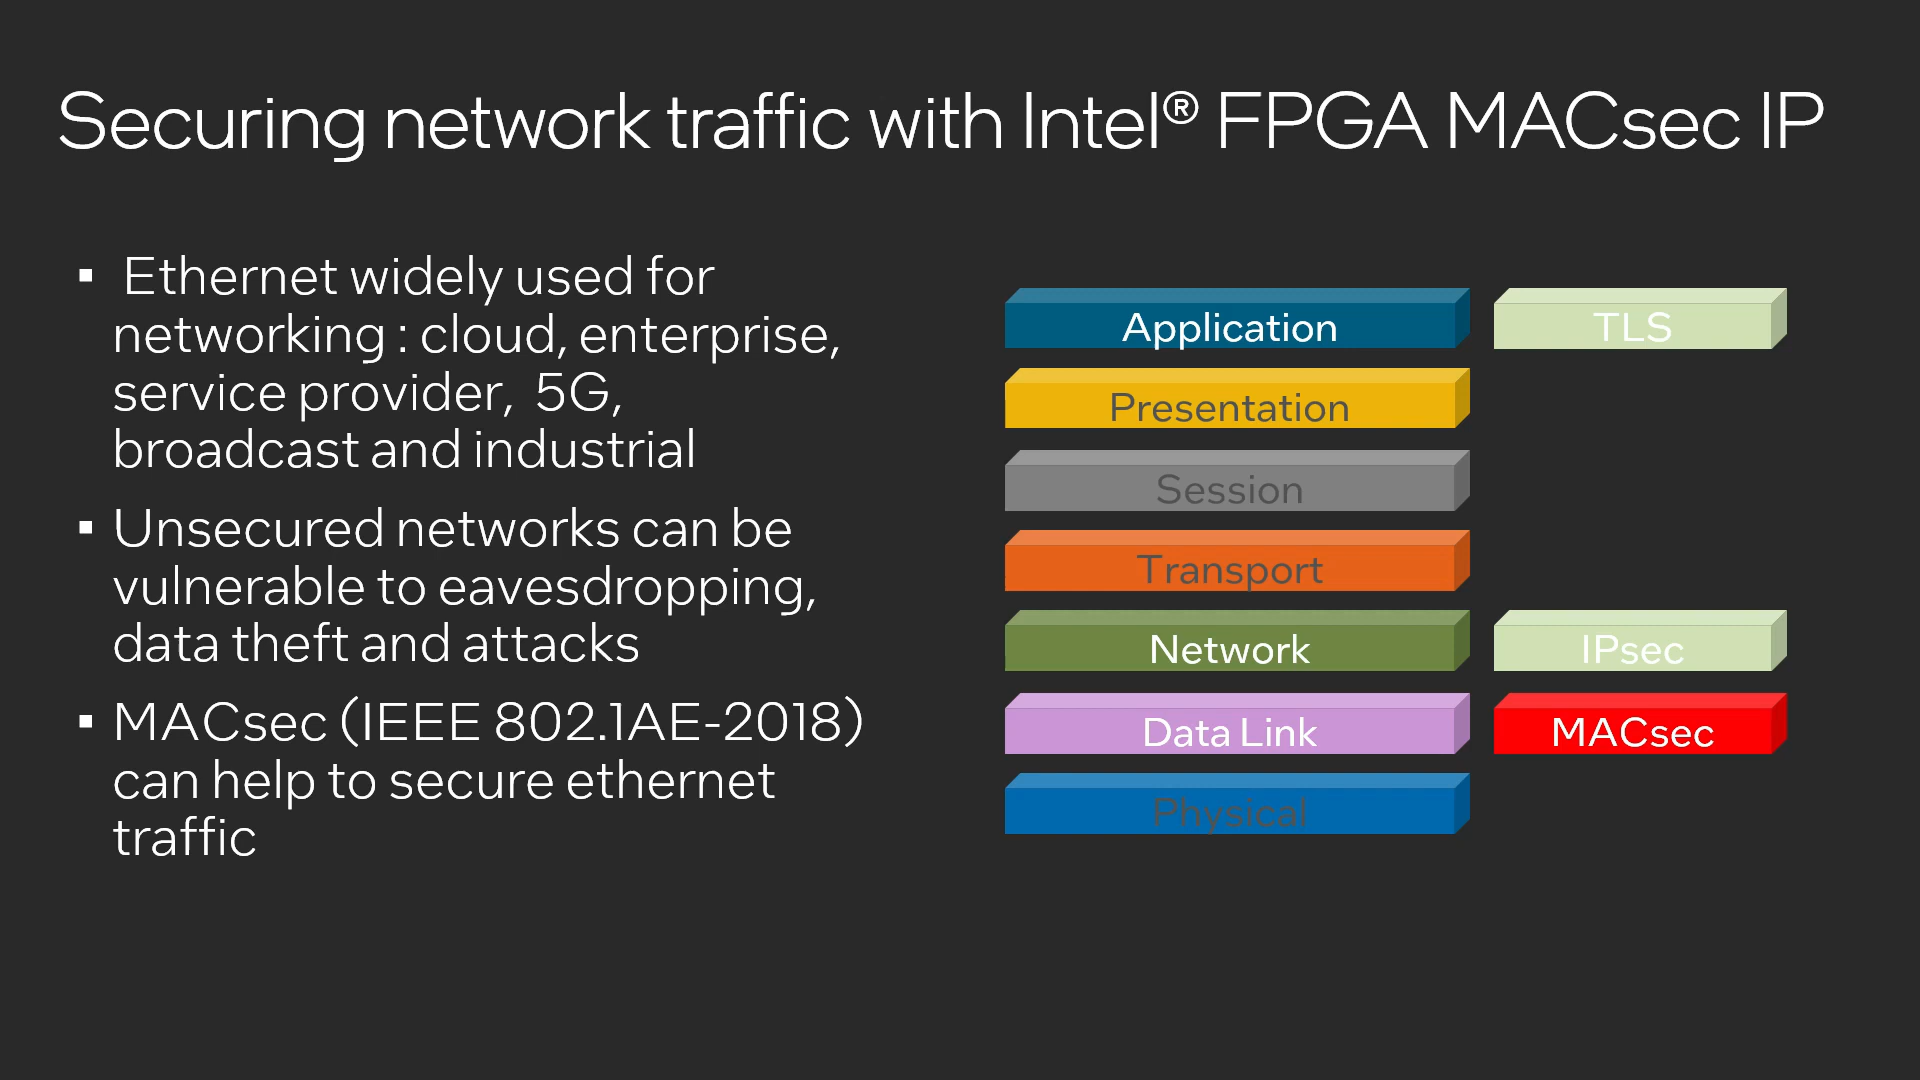 Securing network traffic with Intel® FPGA MACsec IP
▪ Ethernet widely used for
networking : cloud, enterprise,
service provider, 5G,
broadcast and industrial
▪ Unsecured networks can be
vulnerable to eavesdropping,
data theft and attacks
▪ MACsec (IEEE 802.1AE-2018)
can help to secure ethernet
traffic
Application TLS
Presentation
Session
Transport
Network IPsec
Data Link MACsec
Physical